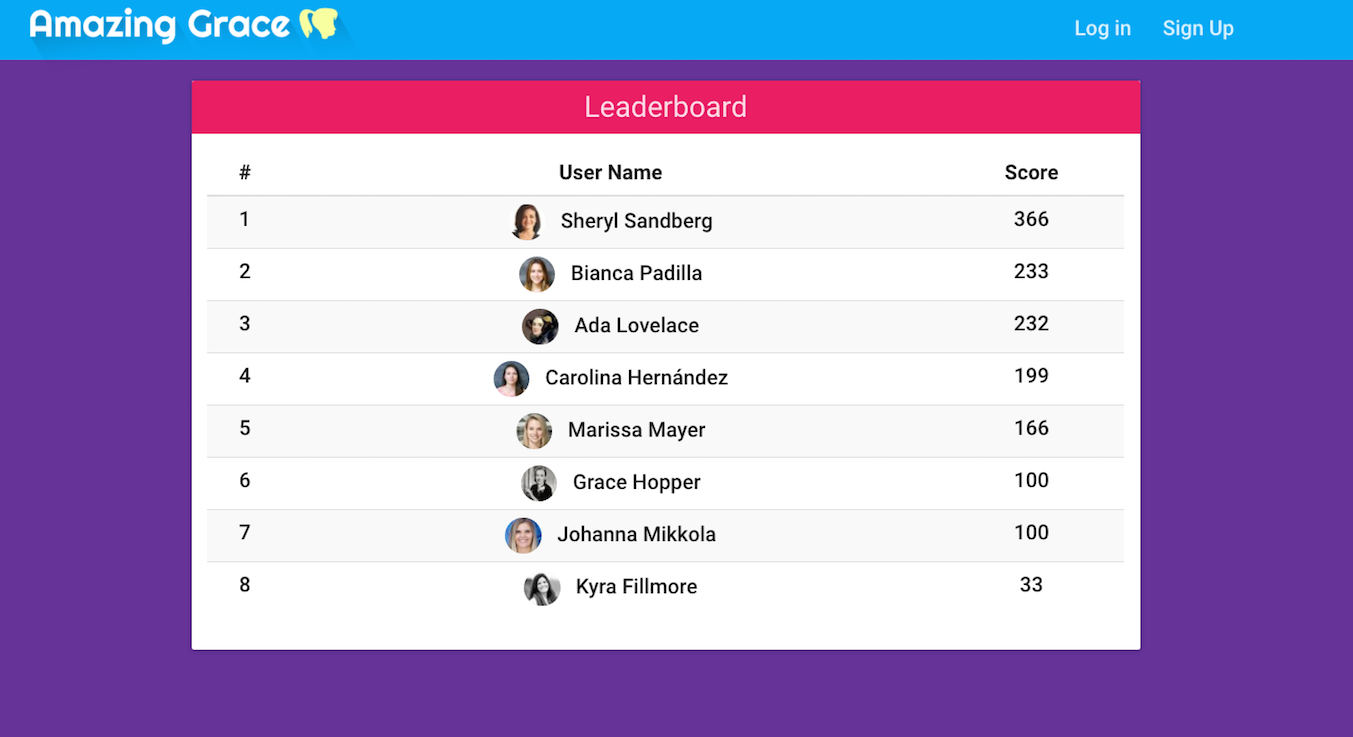 Amazing Grace
Log in Sign Up
Leaderboard
# User Name Score
1 Sheryl Sandberg 366
2 Bianca Padilla 233
3 Ada Lovelace 232
4 Carolina Hernández 199
5 Marissa Mayer 166
6 Grace Hopper 100
7 Johanna Mikkola 100
8 Kyra Fillmore 33